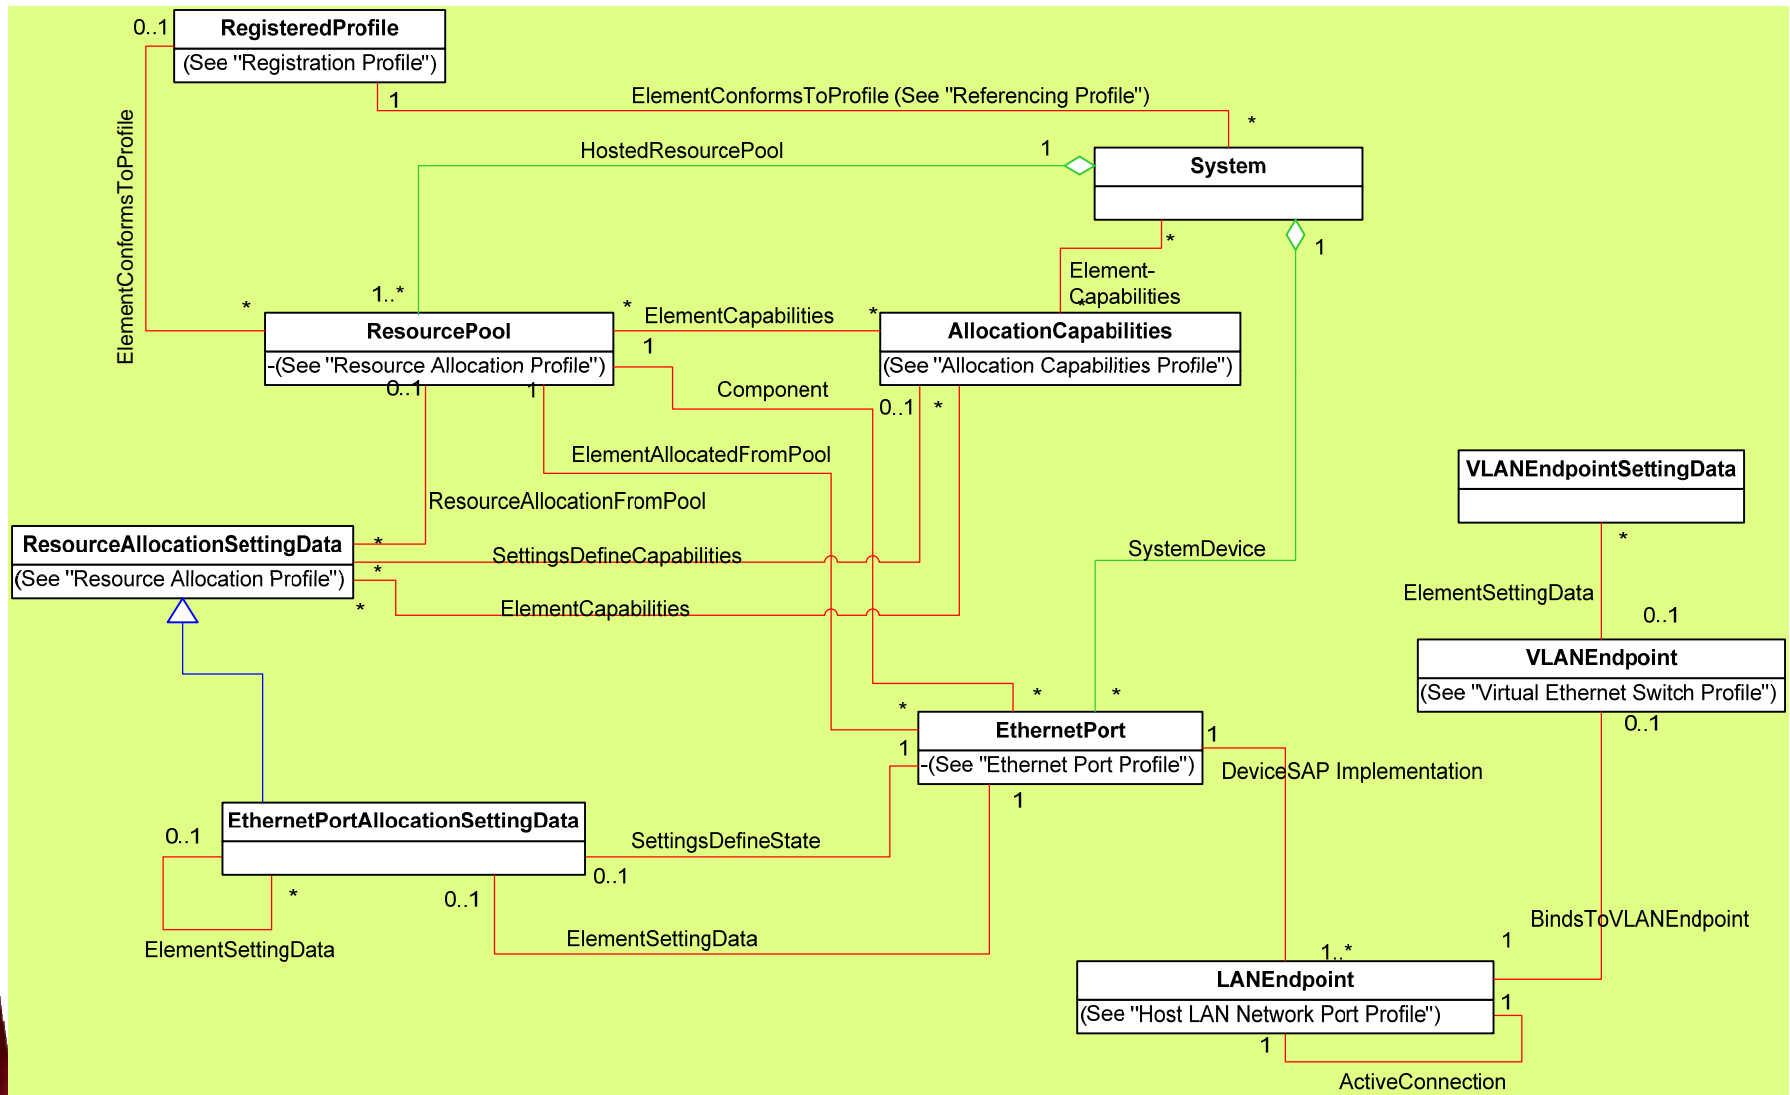 0..1
RegisteredProfile
(See "Registration Profile")
1
ElementConformsToProfile (See "Referencing Profile")
*
ElementConformsToProfile
HostedResourcePool
1
System
*
1
Element-
Capabilities
*
1..*
*
*
ElementCapabilities
*
ResourcePool
-(See "Resource Allocation Profile")
1
AllocationCapabilities
(See "Allocation Capabilities Profile")
0..1
1
Component
0..1
*
ElementAllocatedFromPool
ResourceAllocationFromPool
VLANEndpointSettingData
*
ResourceAllocationSettingData
(See "Resource Allocation Profile")
*
SettingsDefineCapabilities
*
*
ElementCapabilities
SystemDevice
ElementSettingData
0..1
VLANEndpoint
(See "Virtual Ethernet Switch Profile")
0..1
*
*
*
EthernetPort
-(See "Ethernet Port Profile")
1
1
1
DeviceSAP Implementation
EthernetPortAllocationSettingData
0..1
*
ElementSettingData
SettingsDefineState
0..1
0..1
ElementSettingData
BindsToVLANEndpoint
1
1..*
LANEndpoint
(See "Host LAN Network Port Profile")
1
1
ActiveConnection